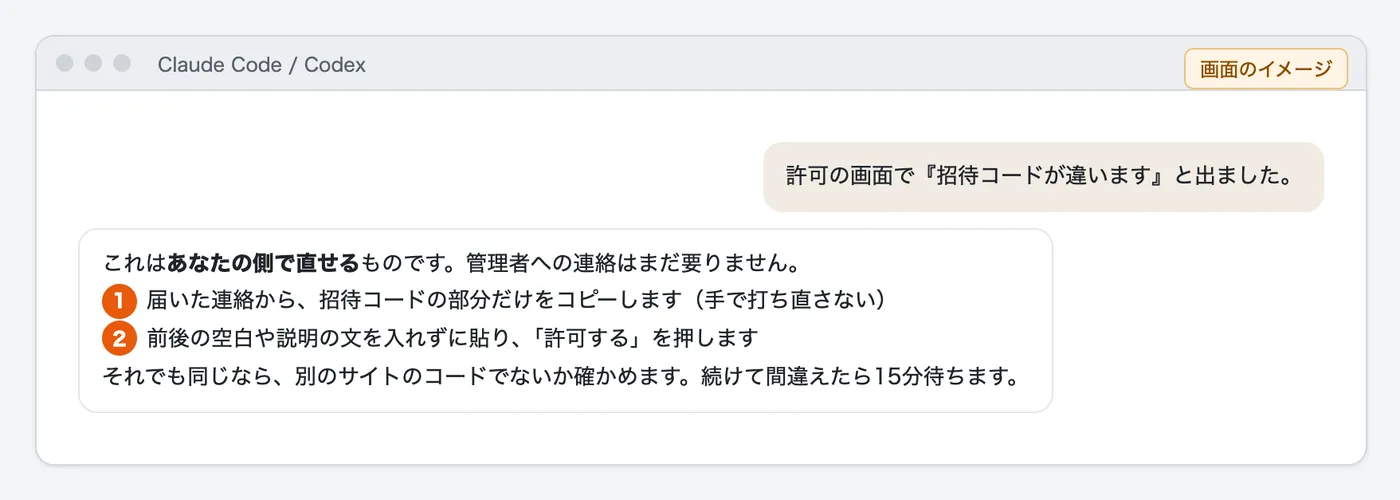 Claude Code / Codex
画面のイメージ
許可の画面で『招待コードが違います』と出ました。
これはあなたの側で直せるものです。管理者への連絡はまだ要りません。
1 届いた連絡から、招待コードの部分だけをコピーします（手で打ち直さない）
2 前後の空白や説明の文を入れずに貼り、「許可する」を押します
それでも同じなら、別のサイトのコードでないか確かめます。続けて間違えたら15分待ちます。